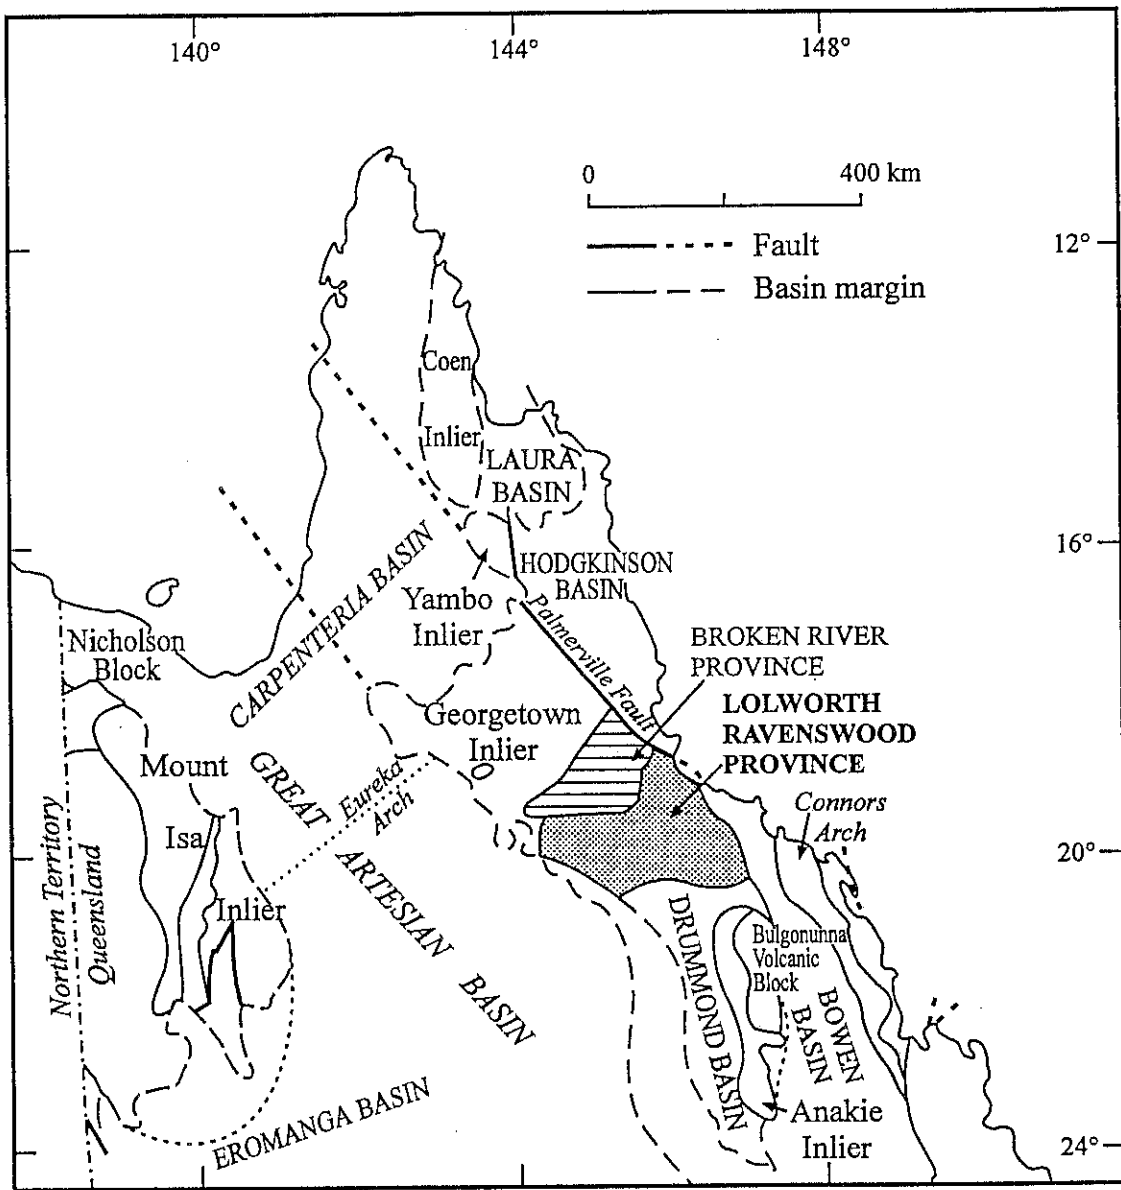 140°
144°
148°
0
400 km
Fault
Basin margin
12°
16°
20°
24°
Coen
Inlier
LAURA
BASIN
HODGKINSON
BASIN
CARPENTERIA BASIN
Yambo
Inlier
Palmerville Fault
BROKEN RIVER
PROVINCE
LOLWORTH
RAVENSWOOD
PROVINCE
Nicholson
Block
Georgetown
Inlier
Mount
Isa
Inlier
GREAT ARTESIAN BASIN
Eureka
Arch
Connors
Arch
Northern Territory
Queensland
DRUMMOND BASIN
Bulgonunna
Volcanic
Block
BOWEN
BASIN
Anakie
Inlier
EROMANGA BASIN